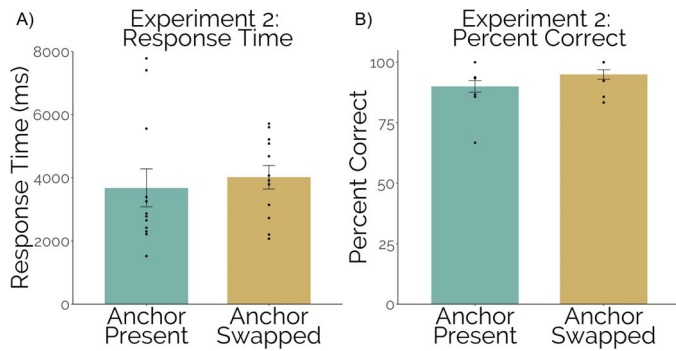 A)
Experiment 2:
Response Time
Response Time (ms)
8000
6000
4000
2000
0
Anchor
Present
Anchor
Swapped
B)
Experiment 2:
Percent Correct
Percent Correct
100
75
50
25
0
Anchor
Present
Anchor
Swapped